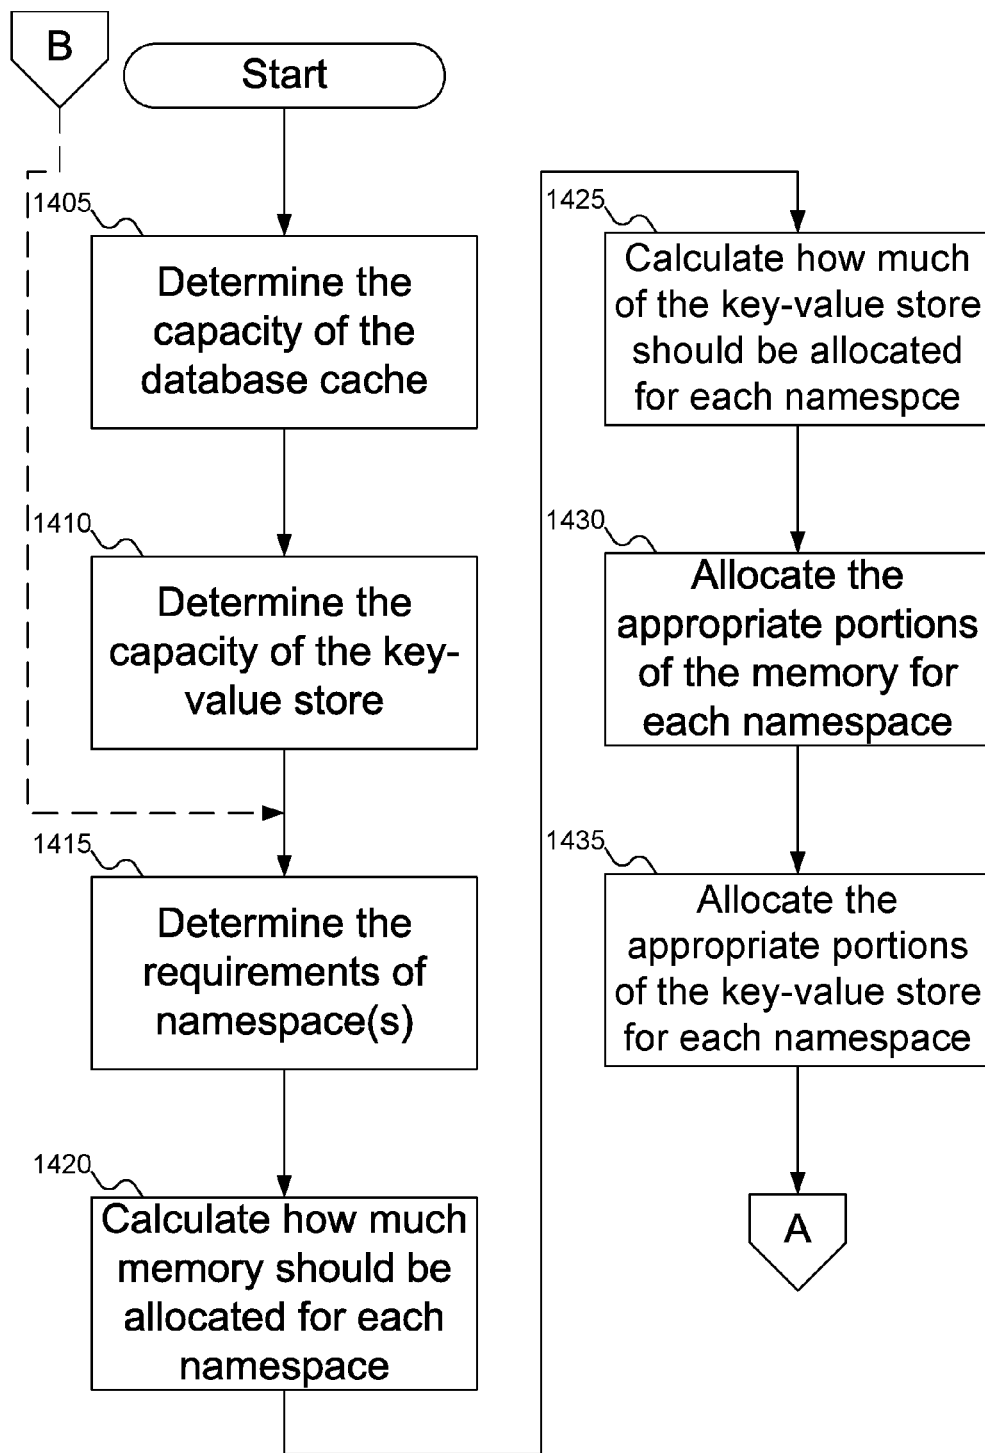 B
Start
1405
Determine the
capacity of the
database cache
1410
Determine the
capacity of the key-
value store
1415
Determine the
requirements of
namespace(s)
1420
Calculate how much
memory should be
allocated for each
namespace
1425
Calculate how much
of the key-value store
should be allocated
for each namespce
1430
Allocate the
appropriate portions
of the memory for
each namespace
1435
Allocate the
appropriate portions
of the key-value store
for each namespace
A